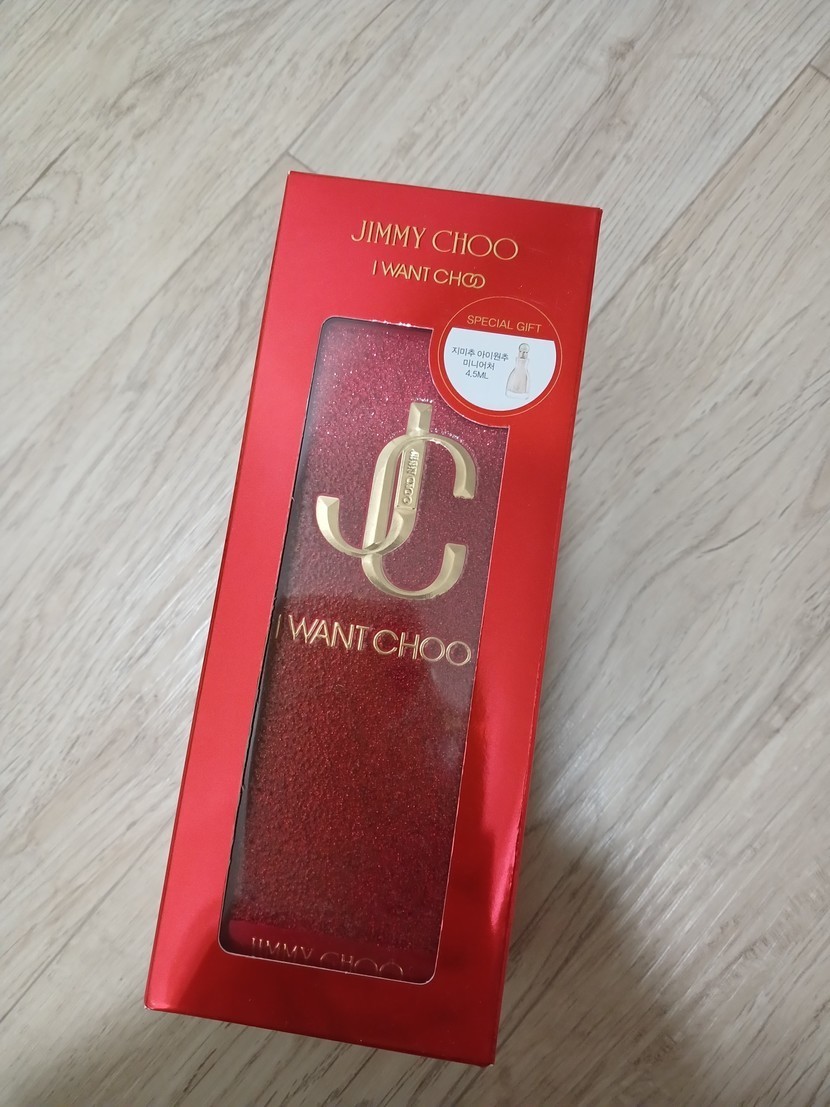 JIMMY CHOO
I WANT CHOO
SPECIAL GIFT
지미추 아이원추
미니어처
4.5ML
JC
I WANT CHOO
JIMMY CHOO